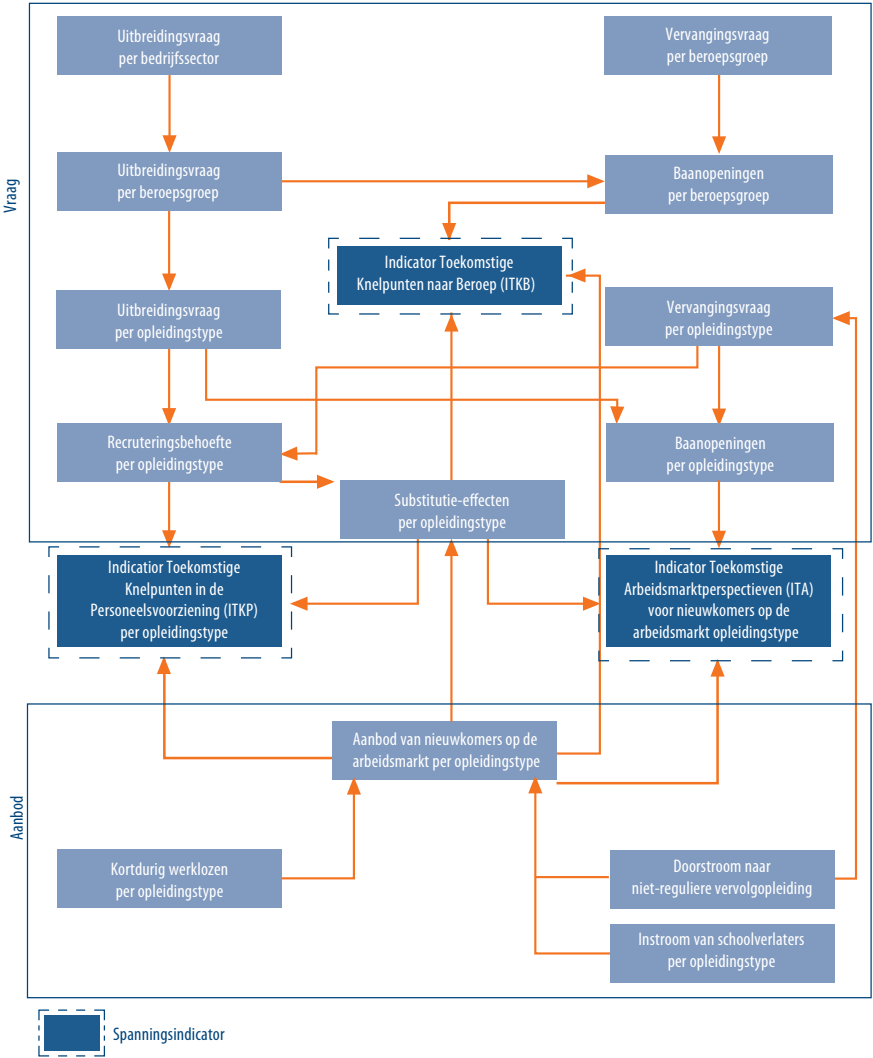 Vraag
Uitbreidingsvraag
per bedrijfssector
Vervangingsvraag
per beroepsgroep
Uitbreidingsvraag
per beroepsgroep
Baanopeningen
per beroepsgroep
Indicator Toekomstige
Knelpunten naar Beroep (ITKB)
Uitbreidingsvraag
per opleidingstype
Vervangingsvraag
per opleidingstype
Recruteringsbehoefte
per opleidingstype
Baanopeningen
per opleidingstype
Substitutie-effecten
per opleidingstype
Indicatior Toekomstige
Knelpunten in de
Personeelsvoorziening (ITKP)
per opleidingstype
Indicator Toekomstige
Arbeidsmarktperspectieven (ITA)
voor nieuwkomers op de
arbeidsmarkt opleidingstype
Aanbod
Aanbod van nieuwkomers op de
arbeidsmarkt per opleidingstype
Kortdurig werklozen
per opleidingstype
Doorstroom naar
niet-reguliere vervolgopleiding
Instroom van schoolverlaters
per opleidingstype
Spanningsindicator